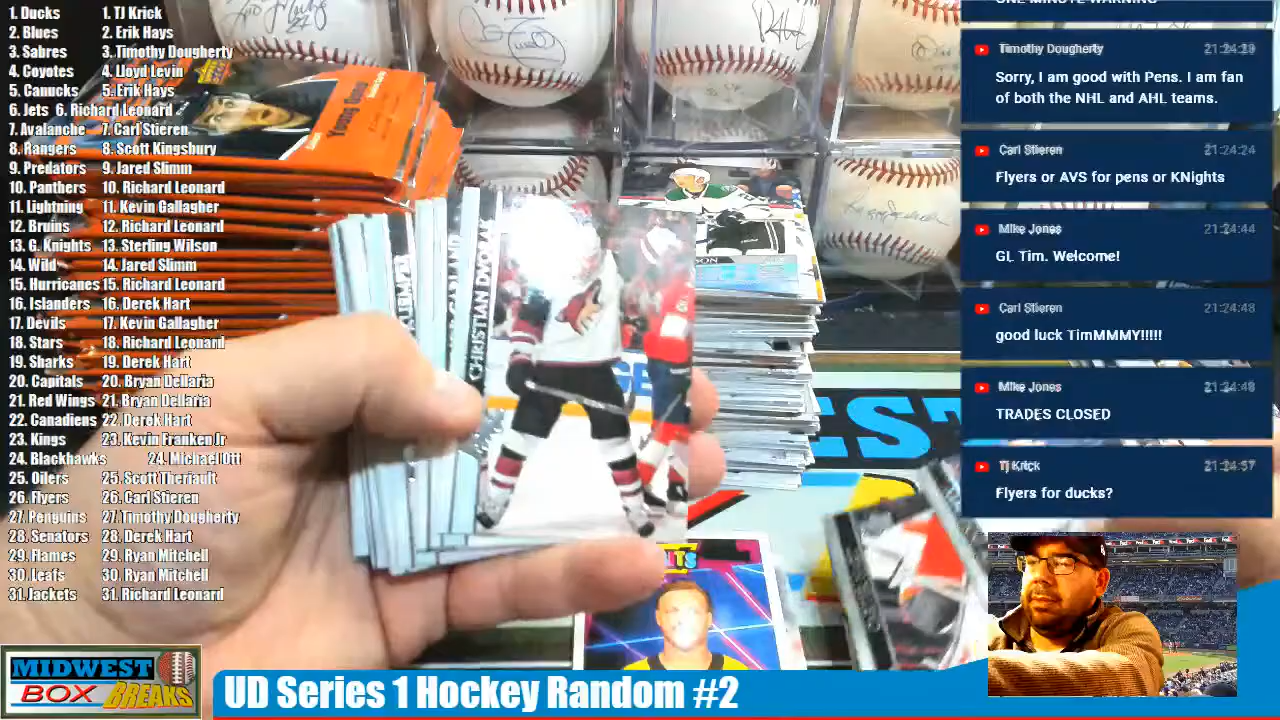 1. Ducks 1. TJ Krick
2. Blues 2. Erik Hays
3. Sabres 3. Timothy Dougherty
4. Coyotes 4. Lloyd Levin
5. Canucks 5. Erik Hays
6. Jets 6. Richard Leonard
7. Avalanche 7. Carl Stieren
8. Rangers 8. Scott Kingsbury
9. Predators 9. Jared Slimm
10. Panthers 10. Richard Leonard
11. Lightning 11. Kevin Gallagher
12. Bruins 12. Richard Leonard
13. G. Knights 13. Sterling Wilson
14. Wild 14. Jared Slimm
15. Hurricanes 15. Richard Leonard
16. Islanders 16. Derek Hart
17. Devils 17. Kevin Gallagher
18. Stars 18. Richard Leonard
19. Sharks 19. Derek Hart
20. Capitals 20. Bryan Dellaria
21. Red Wings 21. Bryan Dellaria
22. Canadiens 22. Derek Hart
23. Kings 23. Kevin Franken Jr
24. Blackhawks 24. Michael Ott
25. Oilers 25. Scott Theriault
26. Flyers 26. Carl Stieren
27. Penguins 27. Timothy Dougherty
28. Senators 28. Derek Hart
29. Flames 29. Ryan Mitchell
30. Leafs 30. Ryan Mitchell
31. Jackets 31. Richard Leonard
Young Guns
GARLAND
CHRISTIAN DVORAK
ONE MINUTE WARNING
Timothy Dougherty 21:24:23
Sorry, I am good with Pens. I am fan
of both the NHL and AHL teams.
Carl Stieren 21:24:24
Flyers or AVS for pens or KNights
Mike Jones 21:24:44
GL Tim. Welcome!
Carl Stieren 21:24:48
good luck TimMMMY!!!!!
Mike Jones 21:24:49
TRADES CLOSED
TJ Krick 21:24:57
Flyers for ducks?
MIDWEST
BOX BREAKS
UD Series 1 Hockey Random #2